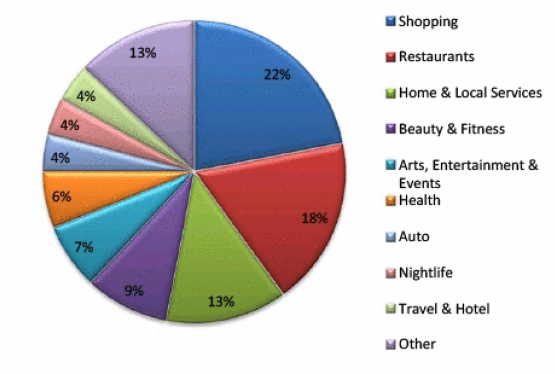 22%
18%
13%
9%
7%
6%
4%
4%
4%
13%
Shopping
Restaurants
Home & Local Services
Beauty & Fitness
Arts, Entertainment &
Events
Health
Auto
Nightlife
Travel & Hotel
Other